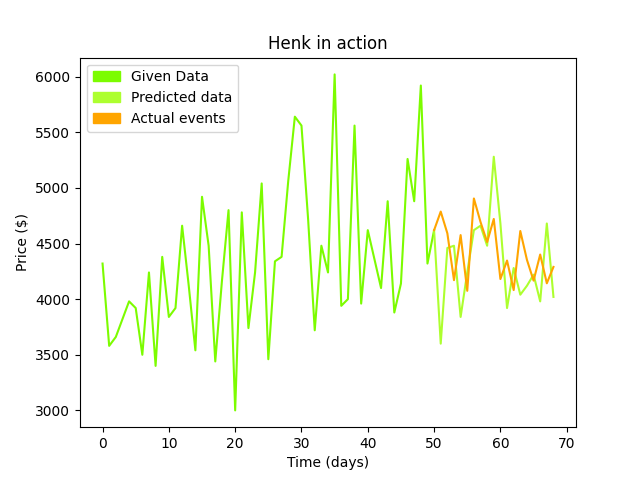 Henk in action
Given Data
Predicted data
Actual events
6000
5500
5000
4500
4000
3500
3000
Price ($)
0 10 20 30 40 50 60 70
Time (days)